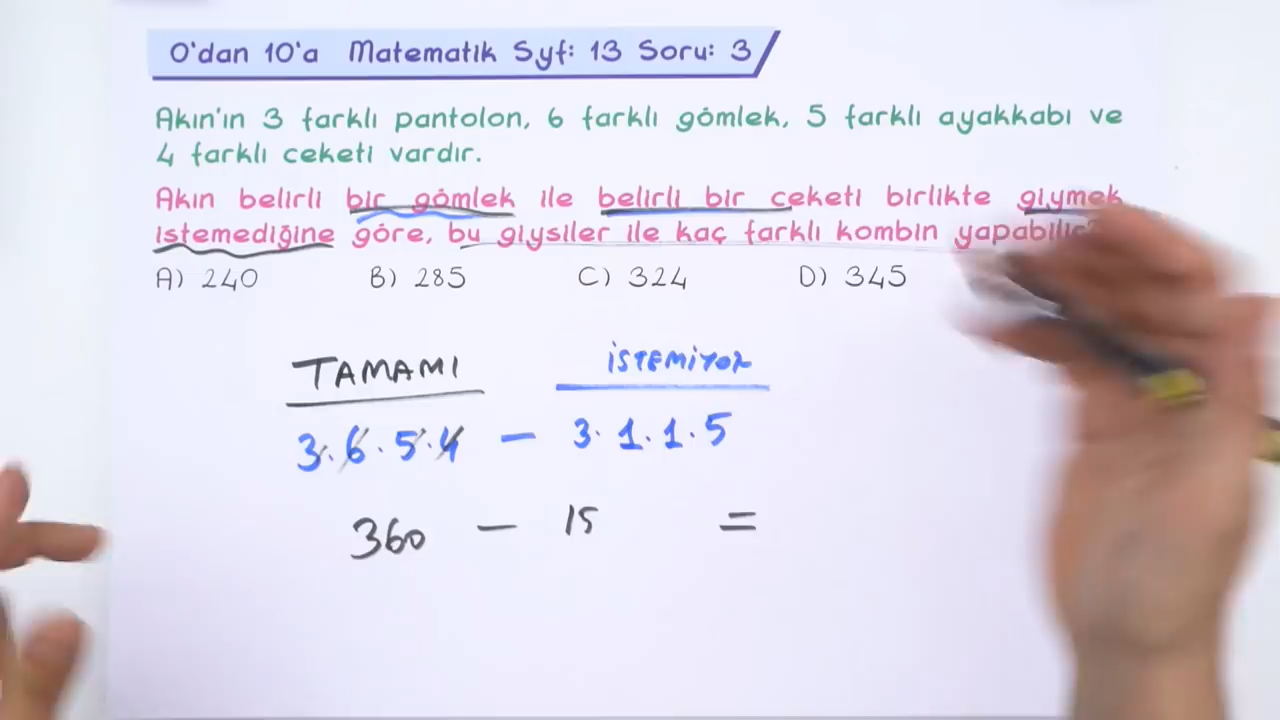 0'dan 10'a Matematik Syf: 13 Soru: 3
Akın'ın 3 farklı pantolon, 6 farklı gömlek, 5 farklı ayakkabı ve
4 farklı ceketi vardır.
Akın belirli bir gömlek ile belirli bir ceketi birlikte giymek
istemediğine göre, bu giysiler ile kaç farklı kombin
A) 240 B) 285 C) 324 D) 345
TAMAMI İSTEMİYOR
3.6.5.4 - 3.1.1.5
360 - 15 =